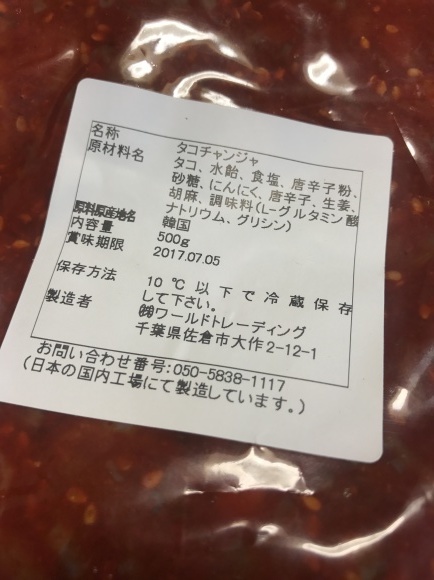 名称 タコチャンジャ
原材料名 タコ、水飴、食塩、唐辛子粉、
砂糖、にんにく、唐辛子、生姜、
胡麻、調味料(L-グルタミン酸
ナトリウム、グリシン)
原料原産地名 韓国
内容量 500g
賞味期限 2017.07.05
保存方法 10℃以下で冷蔵保存
して下さい。
製造者 ㈱ワールドトレーディング
千葉県佐倉市大作2-12-1
お問い合わせ番号:050-5838-1117
(日本の国内工場にて製造しています。)